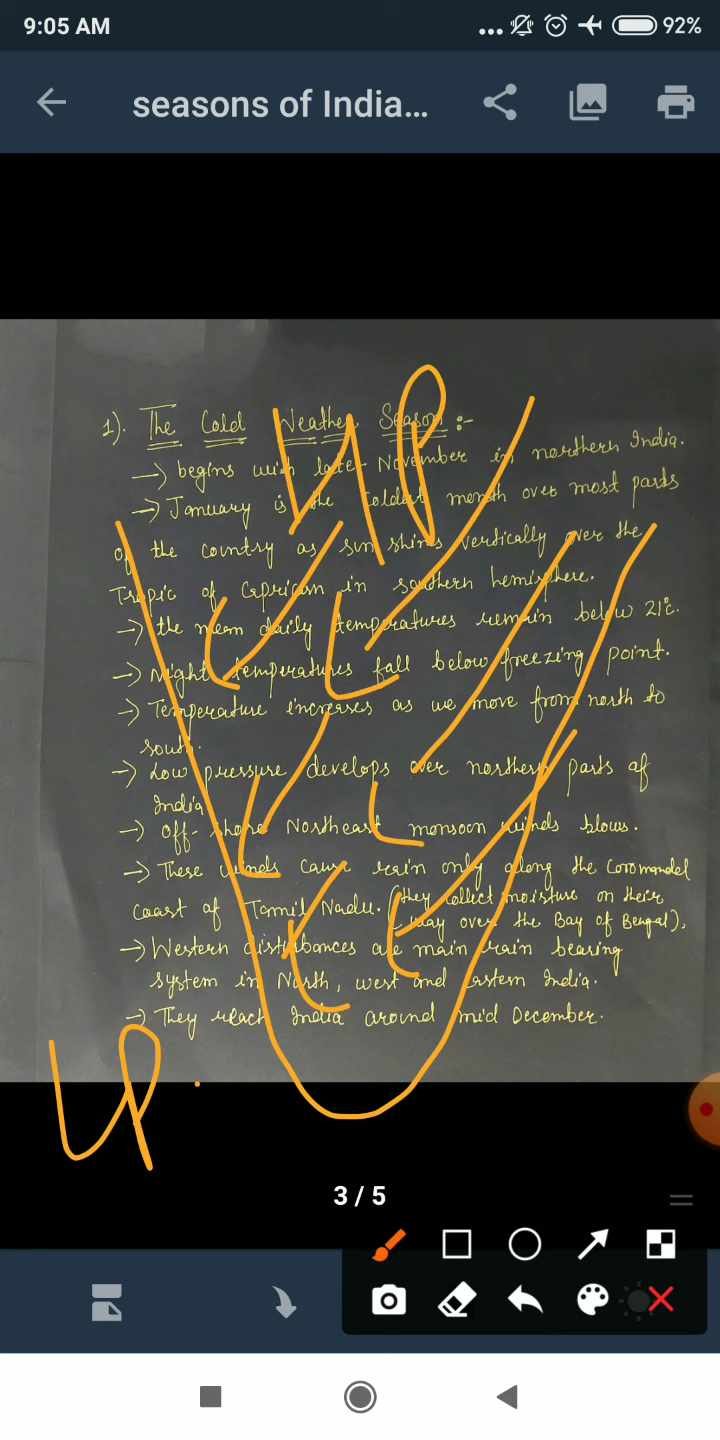 9:05 AM
92%
seasons of India...
HP
1). The Cold Weather Season :-
-> begins with late November in northern India.
-> January is the coldest month over most parts
of the country as sun shines vertically over the
Tropic of Capricorn in southern hemisphere.
-> the mean daily temperatures remain below 21°c.
-> Night temperatures fall below freezing point.
-> Temperature increases as we move from north to
south.
-> Low pressure develops over northern parts of
India
-> Off-shore Northeast monsoon winds blows.
-> These winds cause rain only along the Coromandel
Coast of Tamil Nadu. (they collect moisture on their
way over the Bay of Bengal),
-> Western disturbances are main rain bearing
system in North, west and Eastern India.
-> They reach India around mid December.
3 / 5